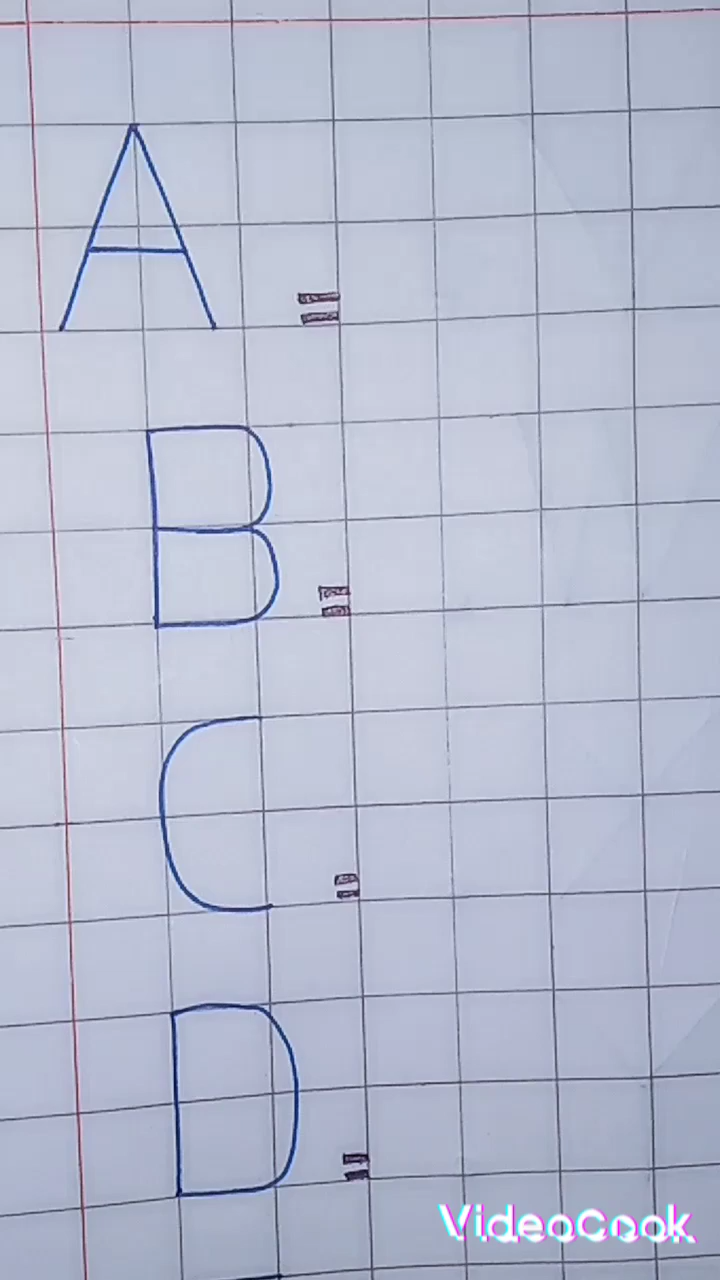 A =
B =
C =
D =
VideoCook